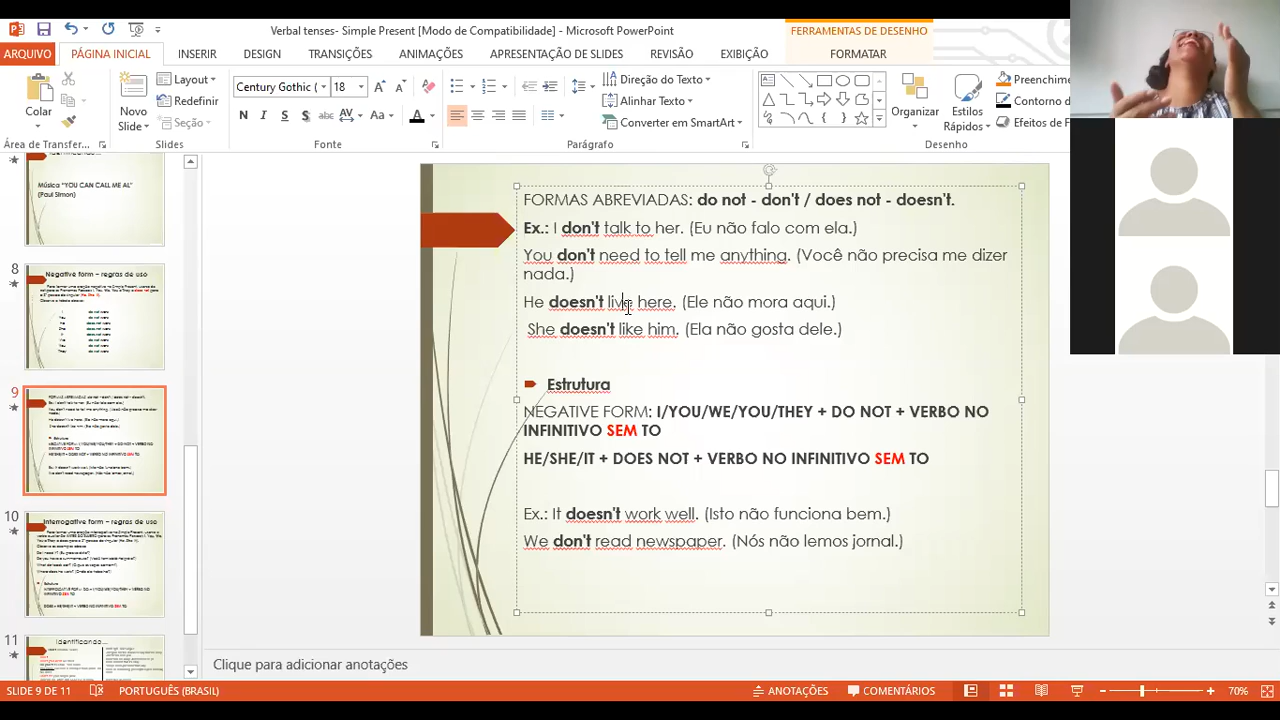 Verbal tenses- Simple Present [Modo de Compatibilidade] - Microsoft PowerPoint
FERRAMENTAS DE DESENHO
ARQUIVO PÁGINA INICIAL INSERIR DESIGN TRANSIÇÕES ANIMAÇÕES APRESENTAÇÃO DE SLIDES REVISÃO EXIBIÇÃO FORMATAR
Colar
Novo
Slide
Layout
Redefinir
Seção
Century Gothic ( 18
N I S S abc AV Aa A
Direção do Texto
Alinhar Texto
Converter em SmartArt
Organizar
Estilos
Rápidos
Preenchime
Contorno d
Efeitos de
Área de Transfer... Slides Fonte Parágrafo Desenho
Música "YOU CAN CALL ME AL"
(Paul Simon)
8
Negative form – regras de uso
9
10
Interrogative form – regras de uso
11
Identificando...
FORMAS ABREVIADAS: do not - don't / does not - doesn't.
Ex.: I don't talk to her. (Eu não falo com ela.)
You don't need to tell me anything. (Você não precisa me dizer
nada.)
He doesn't live here. (Ele não mora aqui.)
She doesn't like him. (Ela não gosta dele.)
Estrutura
NEGATIVE FORM: I/YOU/WE/YOU/THEY + DO NOT + VERBO NO
INFINITIVO SEM TO
HE/SHE/IT + DOES NOT + VERBO NO INFINITIVO SEM TO
Ex.: It doesn't work well. (Isto não funciona bem.)
We don't read newspaper. (Nós não lemos jornal.)
Clique para adicionar anotações
SLIDE 9 DE 11 PORTUGUÊS (BRASIL) ANOTAÇÕES COMENTÁRIOS 70%